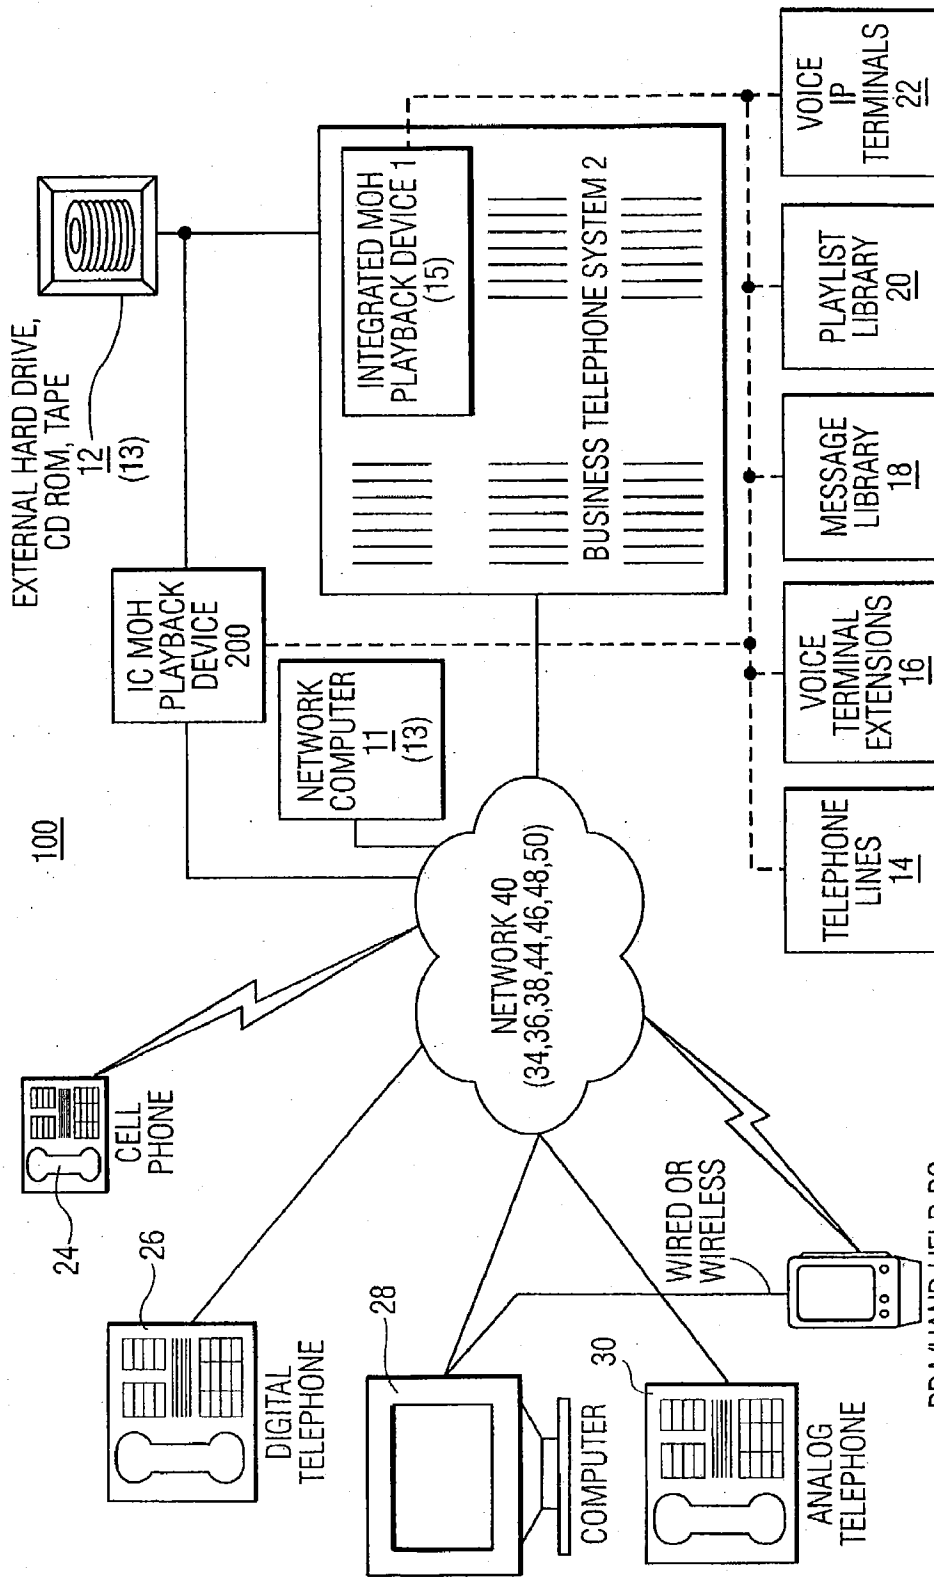 100
EXTERNAL HARD DRIVE,
CD ROM, TAPE
12
(13)
IC MOH
PLAYBACK
DEVICE
200
NETWORK
COMPUTER
11
(13)
INTEGRATED MOH
PLAYBACK DEVICE 1
(15)
BUSINESS TELEPHONE SYSTEM 2
24
CELL
PHONE
26
DIGITAL
TELEPHONE
28
COMPUTER
30
ANALOG
TELEPHONE
WIRED OR
WIRELESS
NETWORK 40
(34,36,38,44,46,48,50)
TELEPHONE
LINES
14
VOICE
TERMINAL
EXTENSIONS
16
MESSAGE
LIBRARY
18
PLAYLIST
LIBRARY
20
VOICE
IP
TERMINALS
22